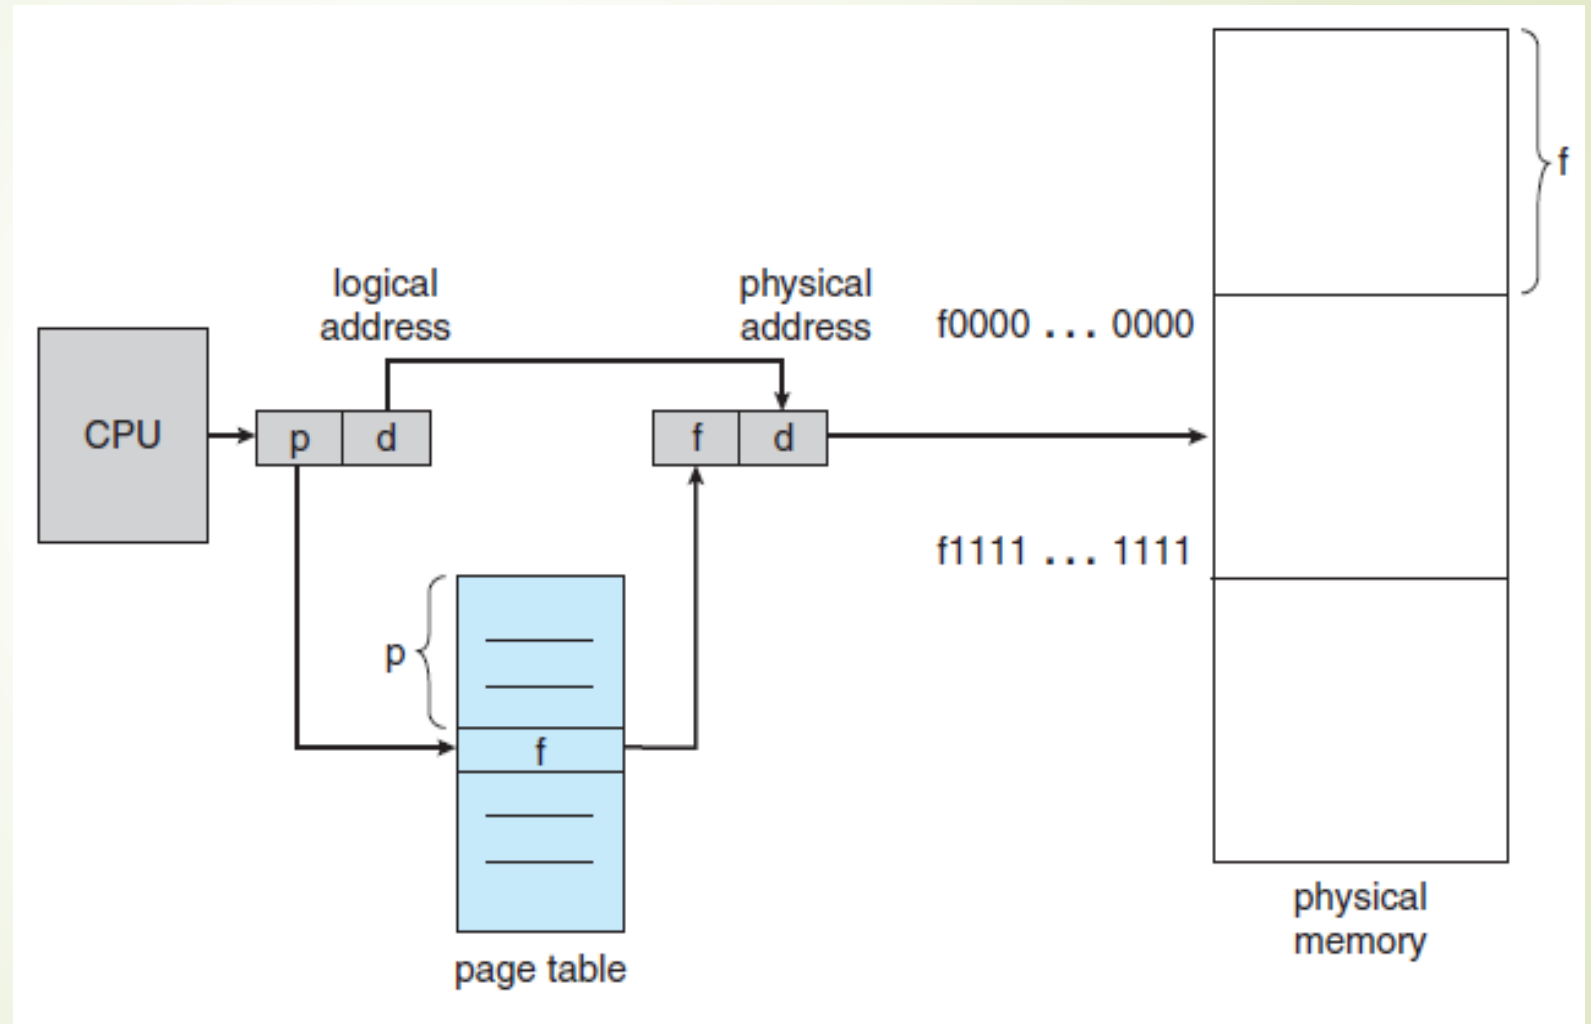 f
logical
address
physical
address
f0000 ... 0000
CPU
p
d
f
d
f1111 ... 1111
p
f
page table
physical
memory